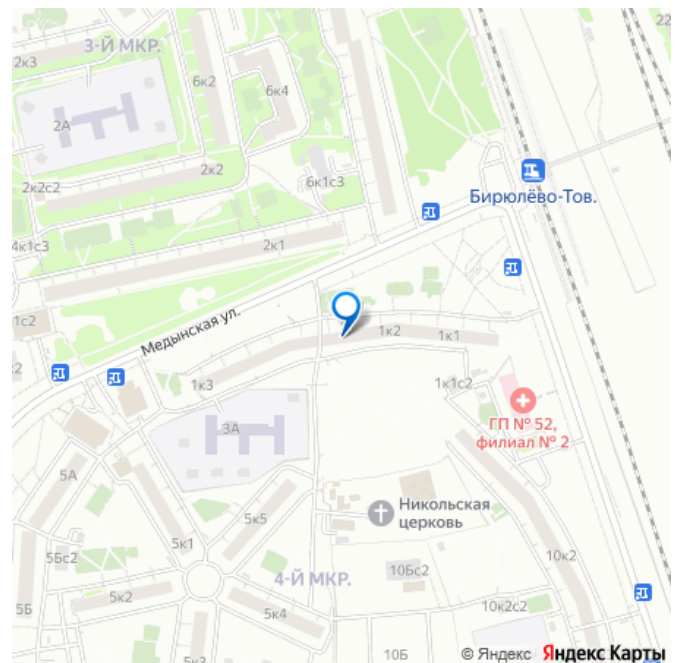 3-Й МКР.
22
2к3
6к2
6к4
2А
2к2
6к1с3
2к2с2
Бирюлёво-Тов.
4к1с3
2к1
1с2
Медынская ул.
1к2
1к1
1к3
1к1с2
ГП № 52,
филиал № 2
3А
5А
Никольская
церковь
5к5
5к1
5Бс2
10к2
4-Й МКР.
10Бс2
5к2
5Б
5к4
10к2с2
5к3
10Б
© Яндекс Яндекс Карты